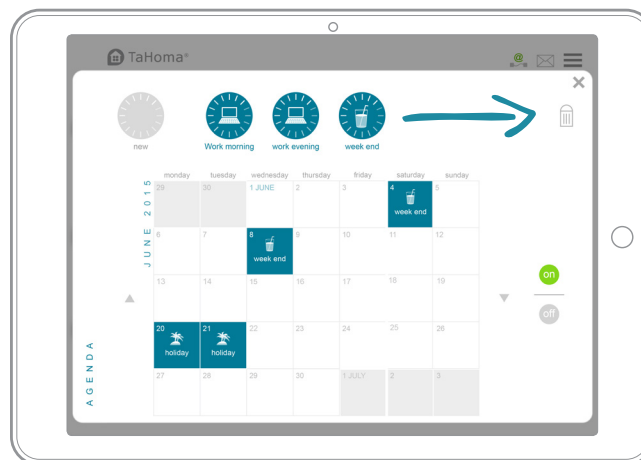 TaHoma®
@
new
Work morning
work evening
week end
monday tuesday wednesday thursday friday saturday sunday
JUNE 2015
29 30 1 JUNE 2 3 4 5
week end
6 7 8 9 10 11 12
week end
13 14 15 16 17 18 19
on
off
20 21 22 23 24 25 26
holiday holiday
27 28 29 30 1 JULY 2 3
AGENDA